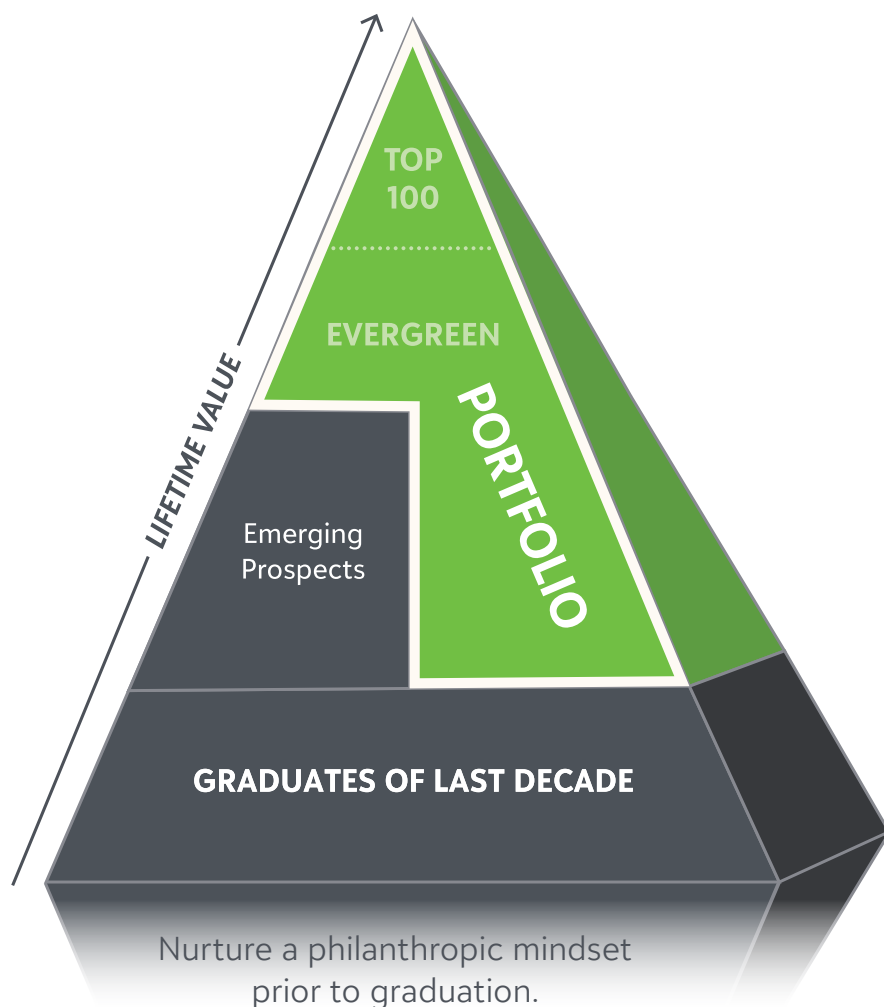 TOP
100
EVERGREEN
PORTFOLIO
LIFETIME VALUE
Emerging
Prospects
GRADUATES OF LAST DECADE
Nurture a philanthropic mindset
prior to graduation.